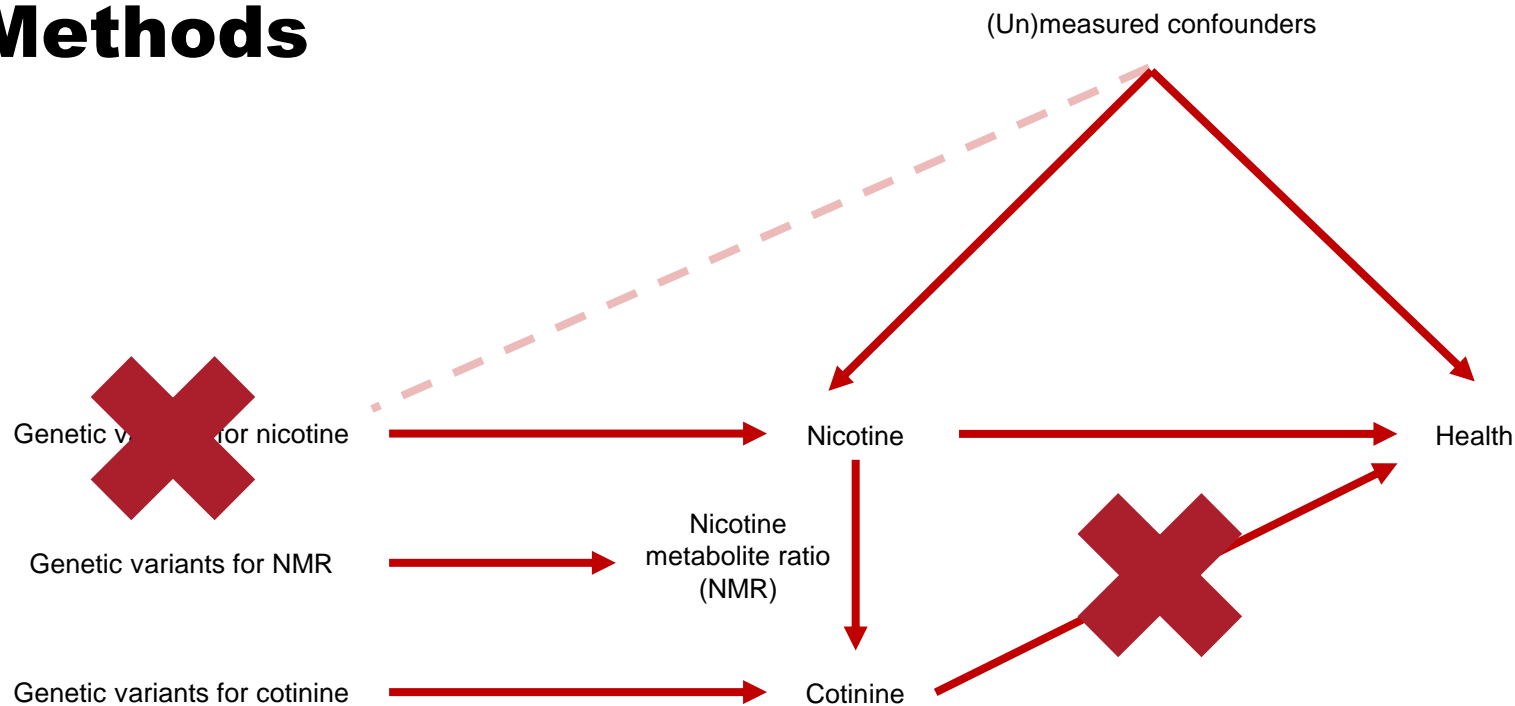 Methods
(Un)measured confounders
Genetic v for nicotine
Nicotine
Health
Genetic variants for NMR
Nicotine
metabolite ratio
(NMR)
Genetic variants for cotinine
Cotinine